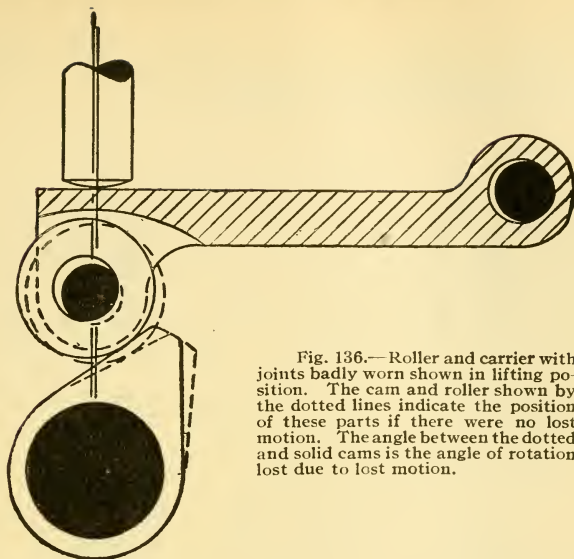 Fig. 136.—Roller and carrier with
joints badly worn shown in lifting po-
sition. The cam and roller shown by
the dotted lines indicate the position
of these parts if there were no lost
motion. The angle between the dotted
and solid cams is the angle of rotation
lost due to lost motion.